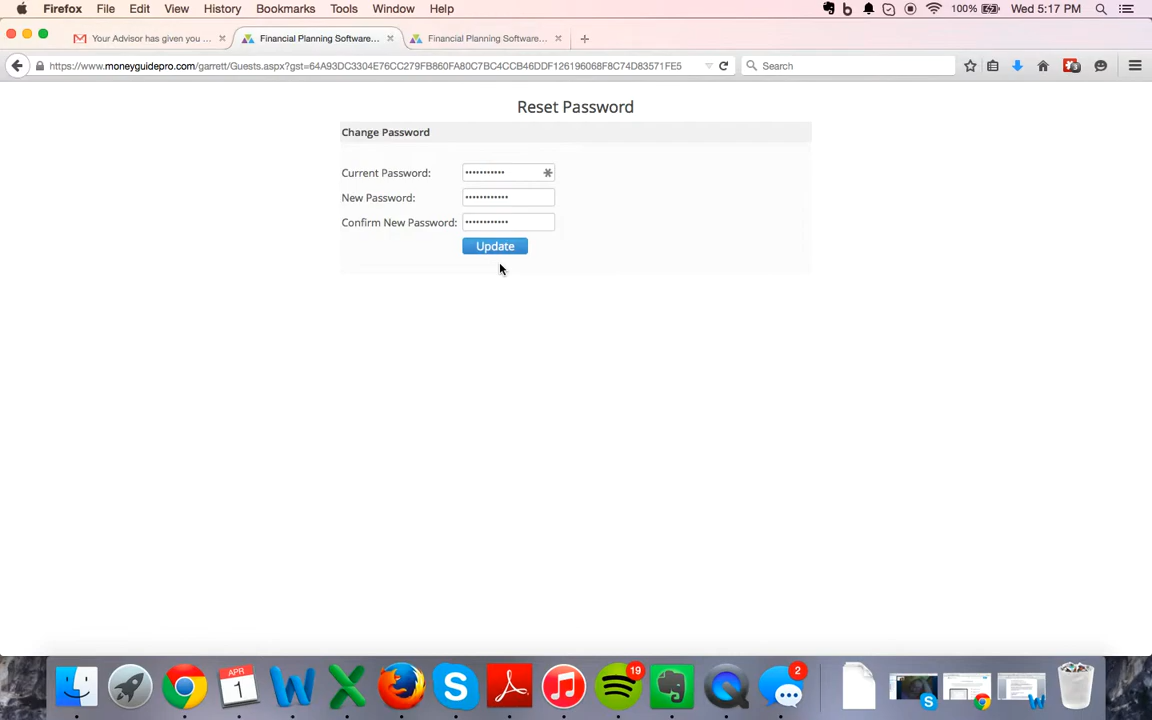 Firefox File Edit View History Bookmarks Tools Window Help 100% Wed 5:17 PM
Your Advisor has given you ... Financial Planning Software... Financial Planning Software...
https://www.moneyguidepro.com/garrett/Guests.aspx?gst=64A93DC3304E76CC279FB860FA80C7BC4CCB46DDF126196068F8C74D83571FE5 Search
Reset Password
Change Password
Current Password: •••••••••••
New Password: ••••••••••••
Confirm New Password: ••••••••••••
Update
APR 19 2
1